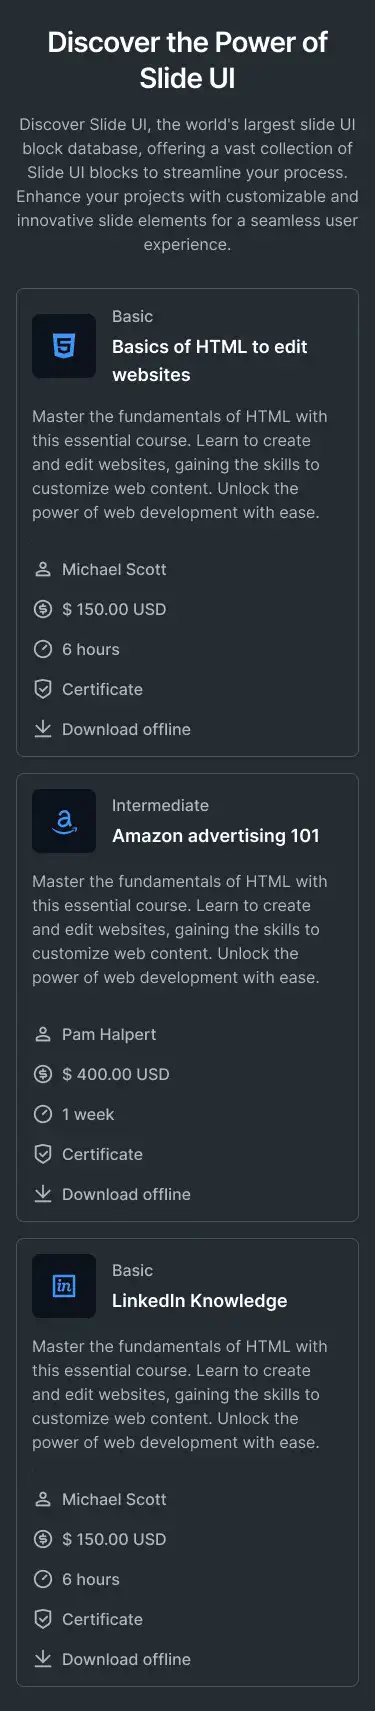 Discover the Power of
Slide UI
Discover Slide UI, the world's largest slide UI
block database, offering a vast collection of
Slide UI blocks to streamline your process.
Enhance your projects with customizable and
innovative slide elements for a seamless user
experience.
Basic
Basics of HTML to edit
websites
Master the fundamentals of HTML with
this essential course. Learn to create
and edit websites, gaining the skills to
customize web content. Unlock the
power of web development with ease.
Michael Scott
$ 150.00 USD
6 hours
Certificate
Download offline
Intermediate
Amazon advertising 101
Master the fundamentals of HTML with
this essential course. Learn to create
and edit websites, gaining the skills to
customize web content. Unlock the
power of web development with ease.
Pam Halpert
$ 400.00 USD
1 week
Certificate
Download offline
Basic
LinkedIn Knowledge
Master the fundamentals of HTML with
this essential course. Learn to create
and edit websites, gaining the skills to
customize web content. Unlock the
power of web development with ease.
Michael Scott
$ 150.00 USD
6 hours
Certificate
Download offline